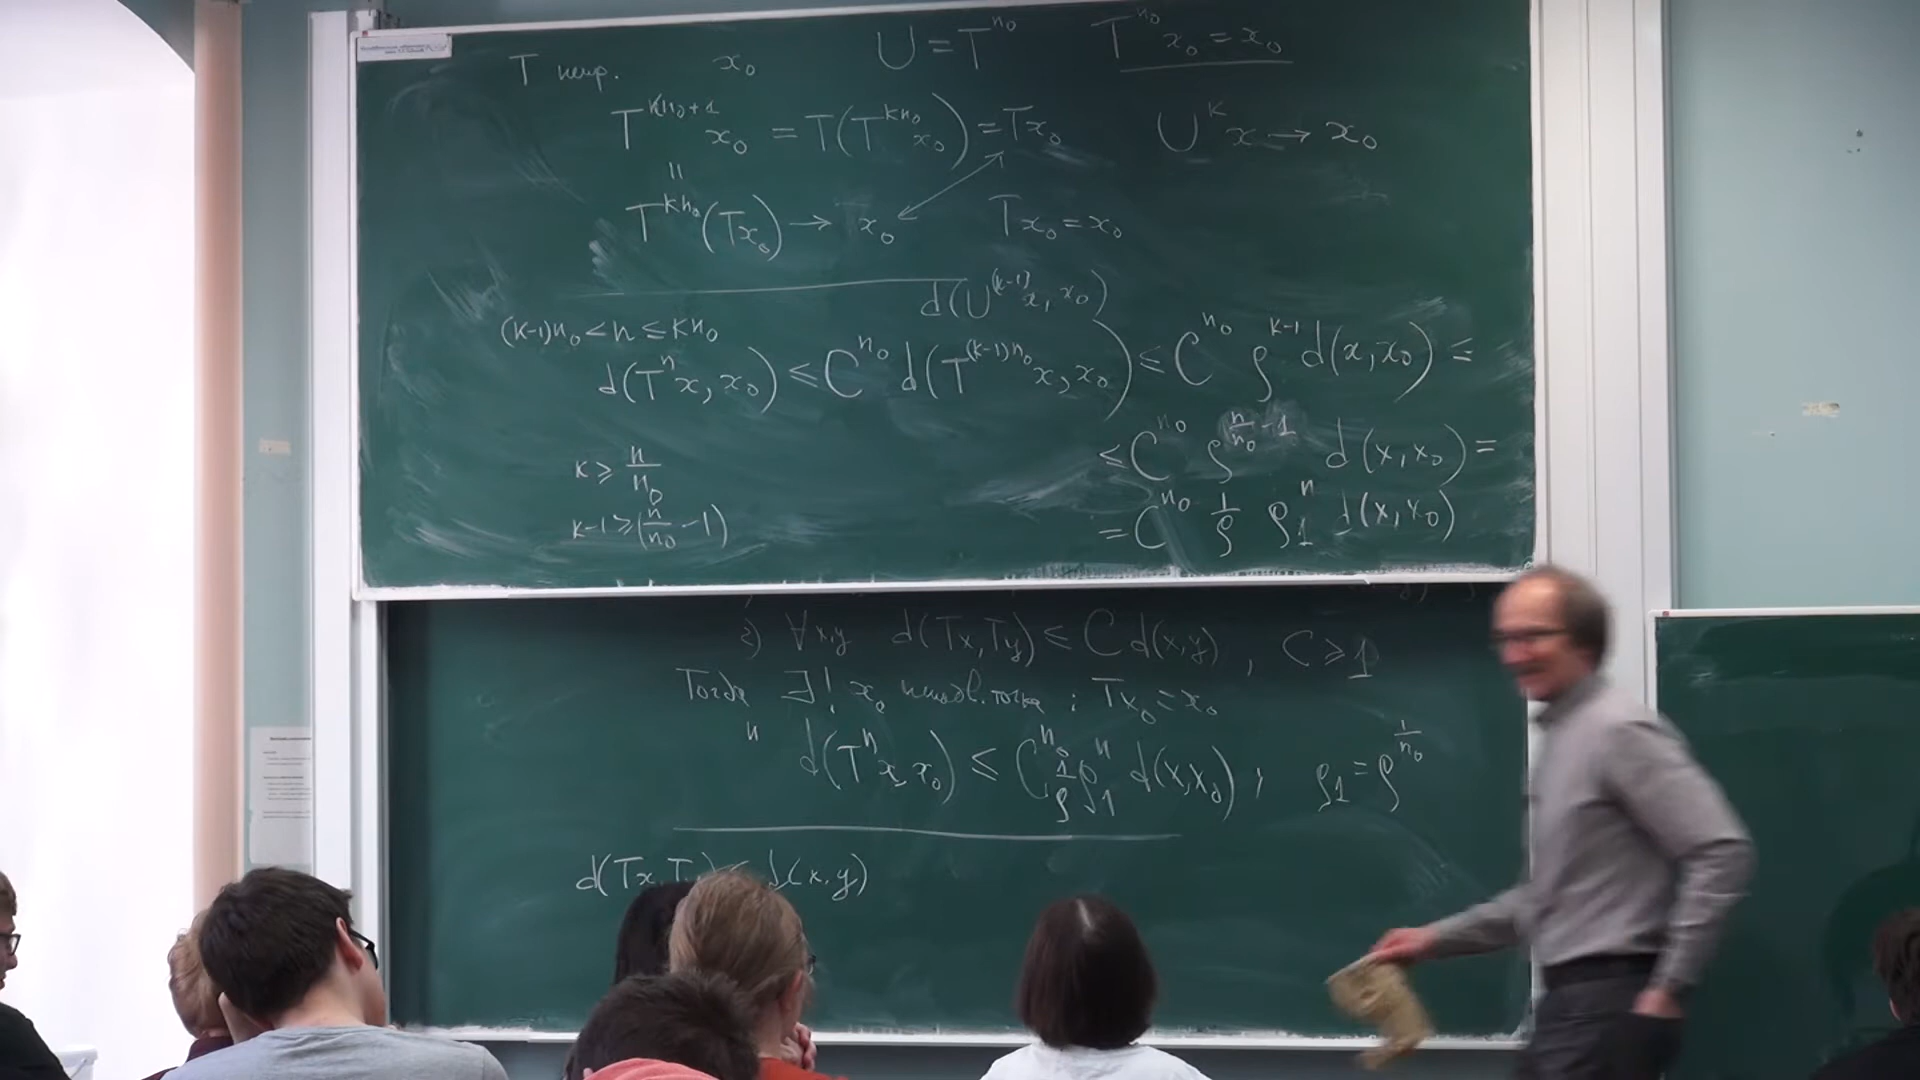 T непр. x₀ U = T^{n₀} T^{n₀} x₀ = x₀
T^{kn₀+1} x₀ = T(T^{kn₀} x₀) = Tx₀ U^k x → x₀
||
T^{kn₀}(Tx₀) → x₀ Tx₀ = x₀
d(U^{(k-1)} x, x₀)
(k-1)n₀ < n ≤ kn₀
d(T^n x, x₀) ≤ C^{n₀} d(T^{(k-1)n₀} x, x₀) ≤ C^{n₀} ρ^{k-1} d(x, x₀) ≤
≤ C^{n₀} ρ^{n/n₀ - 1} d(x, x₀) =
k ≥ n/n₀
= C^{n₀} 1/ρ ρ₁^n d(x, x₀)
k-1 ≥ (n/n₀ - 1)
2) ∀x,y d(Tx, Ty) ≤ C d(x,y), C ≥ 1
Тогда ∃! x₀ неподв. точка ; Tx₀ = x₀
и d(T^n x, x₀) ≤ C^{n₀} 1/ρ ρ₁^n d(x, x₀) ; ρ₁ = ρ^{1/n₀}
d(Tx, Ty) < d(x, y)